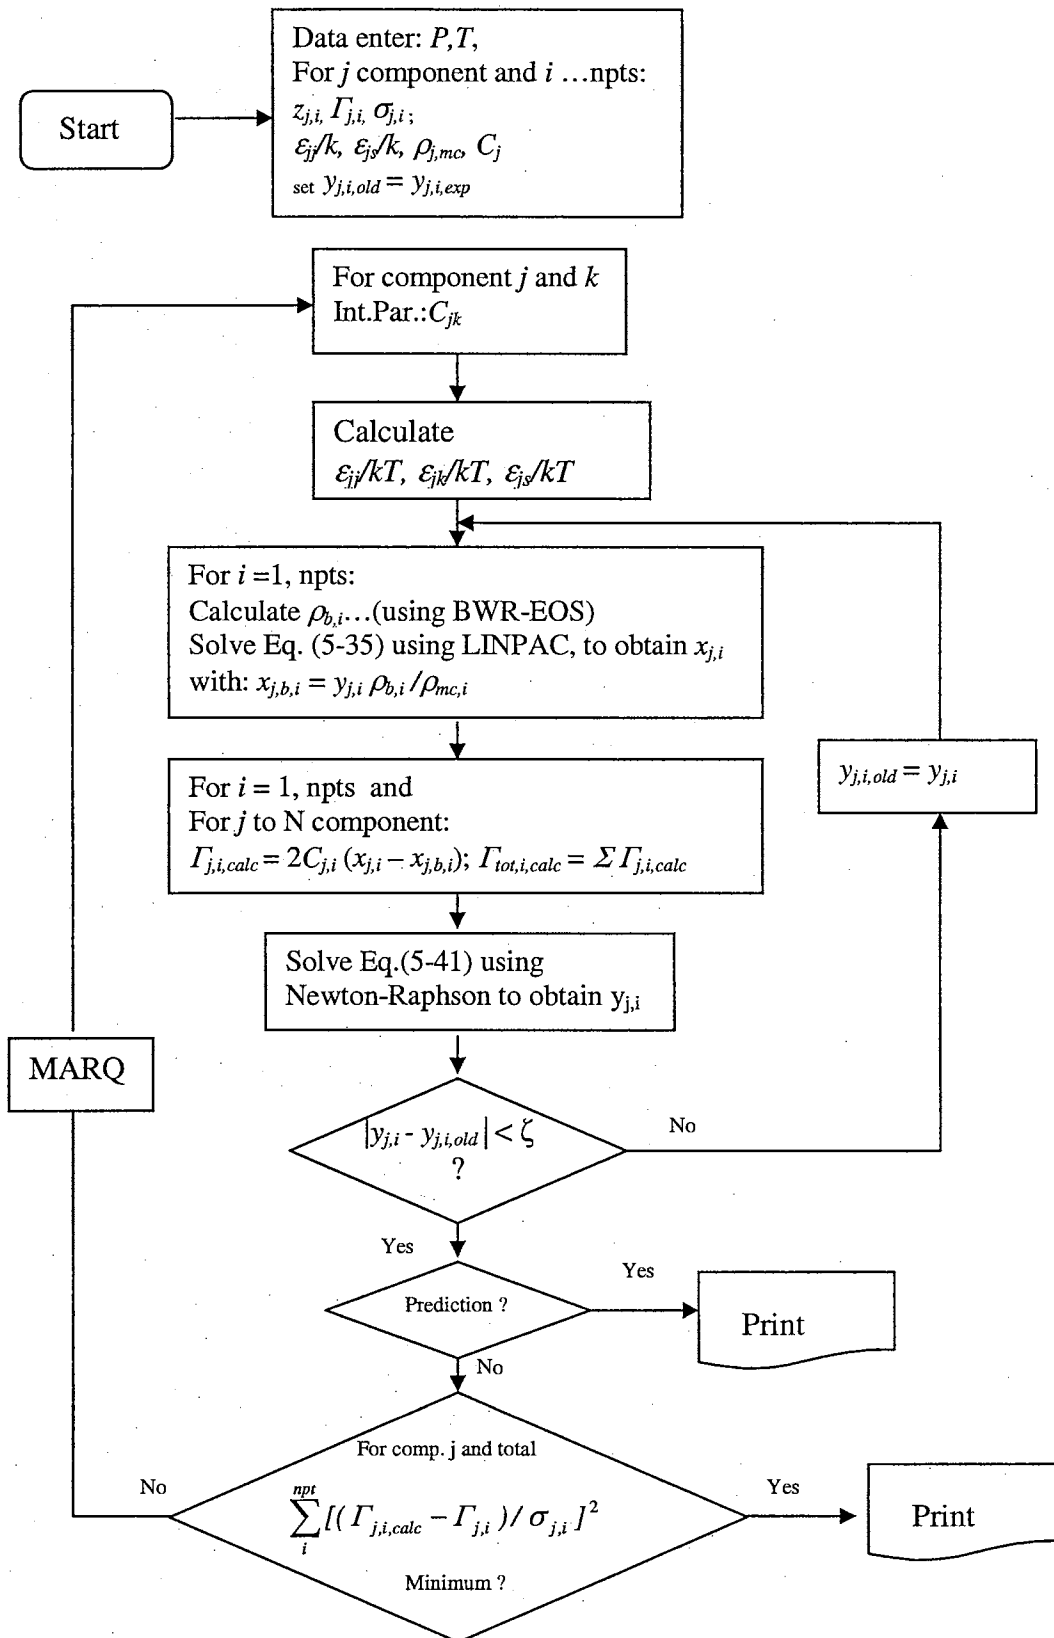 Start
Data enter: P,T,
For j component and i …npts:
z_{j,i}, Γ_{j,i}, σ_{j,i};
ε_{jj}/k, ε_{js}/k, ρ_{j,mc}, C_j
set y_{j,i,old} = y_{j,i,exp}
For component j and k
Int.Par.:C_{jk}
Calculate
ε_{jj}/kT, ε_{jk}/kT, ε_{js}/kT
For i =1, npts:
Calculate ρ_{b,i}…(using BWR-EOS)
Solve Eq. (5-35) using LINPAC, to obtain x_{j,i}
with: x_{j,b,i} = y_{j,i} ρ_{b,i} / ρ_{mc,i}
y_{j,i,old} = y_{j,i}
For i = 1, npts and
For j to N component:
Γ_{j,i,calc} = 2C_{j,i} (x_{j,i} – x_{j,b,i}); Γ_{tot,i,calc} = Σ Γ_{j,i,calc}
Solve Eq.(5-41) using
Newton-Raphson to obtain y_{j,i}
MARQ
|y_{j,i} - y_{j,i,old}| < ζ
?
No
Yes
Prediction ?
Yes
Print
No
For comp. j and total
No
∑_{i}^{npt} [(Γ_{j,i,calc} – Γ_{j,i}) / σ_{j,i}]^2
Yes
Print
Minimum ?